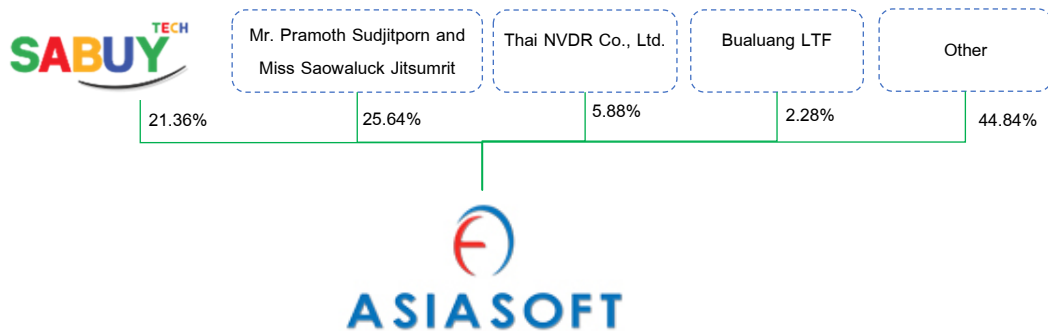 SABUY
TECH
Mr. Pramoth Sudjitporn and
Miss Saowaluck Jitsumrit
Thai NVDR Co., Ltd.
Bualuang LTF
Other
21.36%
25.64%
5.88%
2.28%
44.84%
ASIASOFT